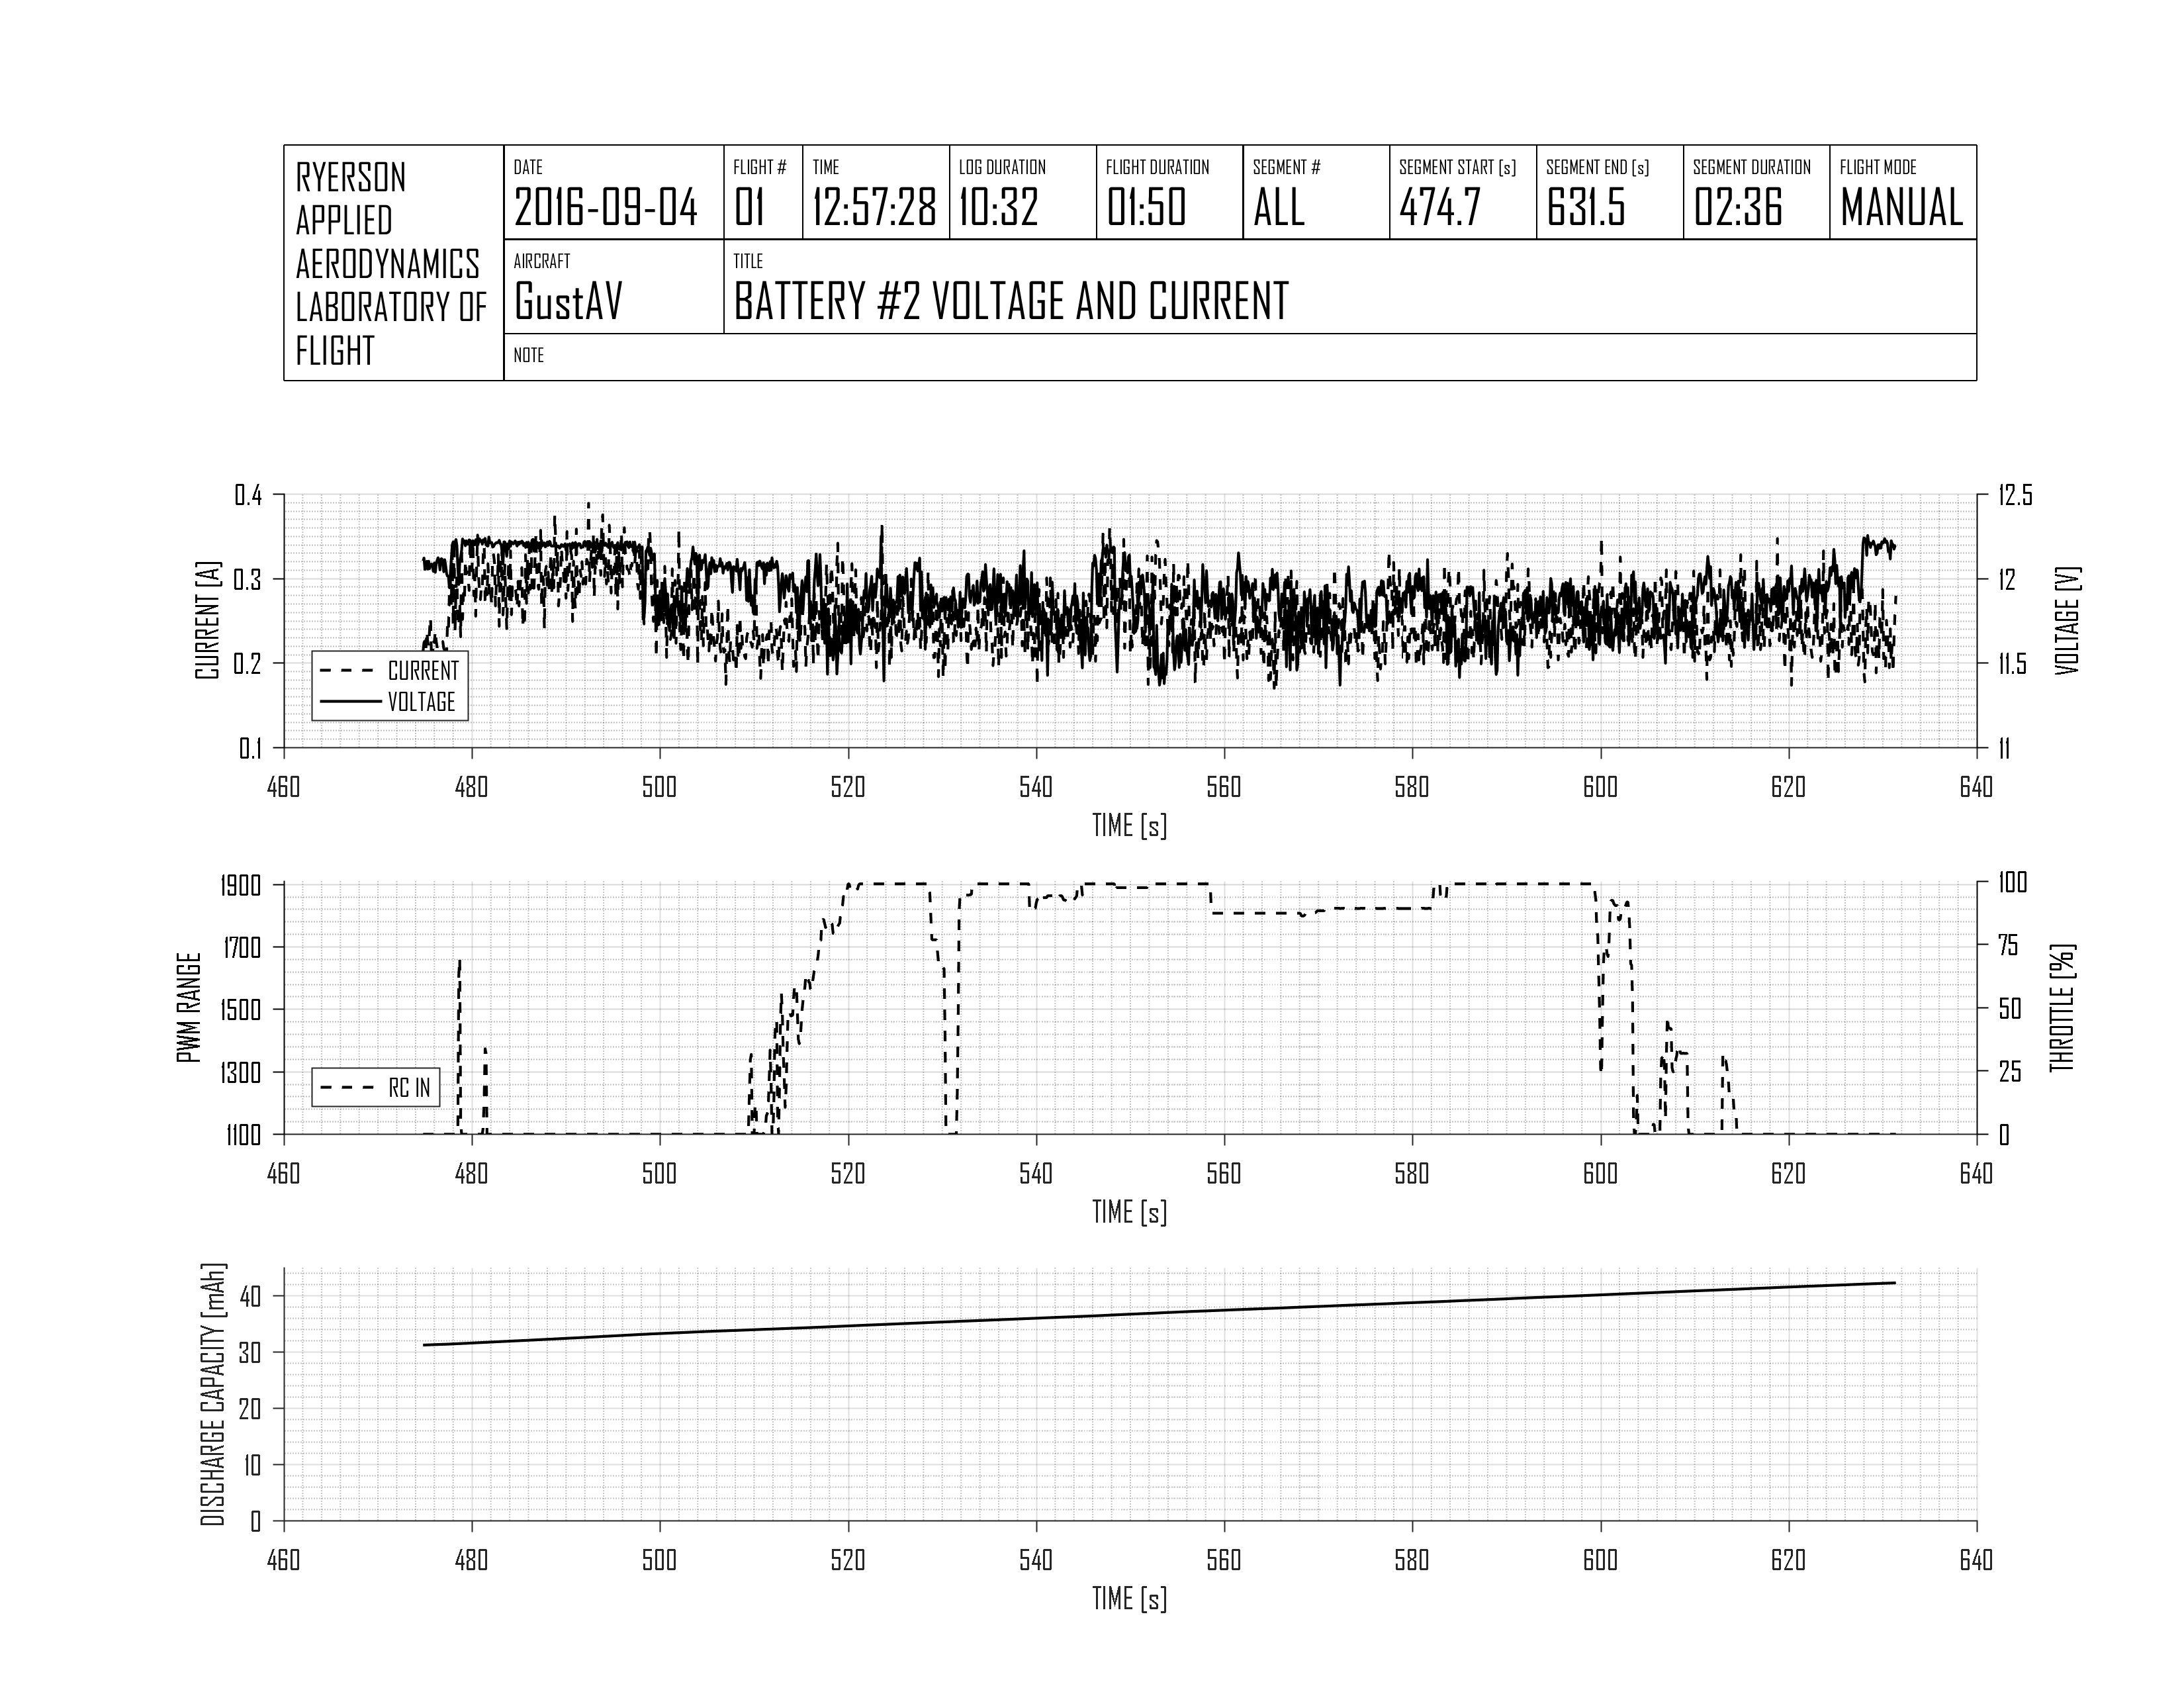 RYERSON
APPLIED
AERODYNAMICS
LABORATORY OF
FLIGHT
DATE
2016-09-04
FLIGHT #
01
TIME
12:57:28
LOG DURATION
10:32
FLIGHT DURATION
01:50
SEGMENT #
ALL
SEGMENT START [s]
474.7
SEGMENT END [s]
631.5
SEGMENT DURATION
02:36
FLIGHT MODE
MANUAL
AIRCRAFT
GustAV
TITLE
BATTERY #2 VOLTAGE AND CURRENT
NOTE
CURRENT [A]
0.4
0.3
0.2
0.1
CURRENT
VOLTAGE
12.5
12
11.5
11
VOLTAGE [V]
460 480 500 520 540 560 580 600 620 640
TIME [s]
PWM RANGE
1900
1700
1500
1300
1100
RC IN
100
75
50
25
0
THROTTLE [%]
460 480 500 520 540 560 580 600 620 640
TIME [s]
DISCHARGE CAPACITY [mAh]
40
30
20
10
0
460 480 500 520 540 560 580 600 620 640
TIME [s]